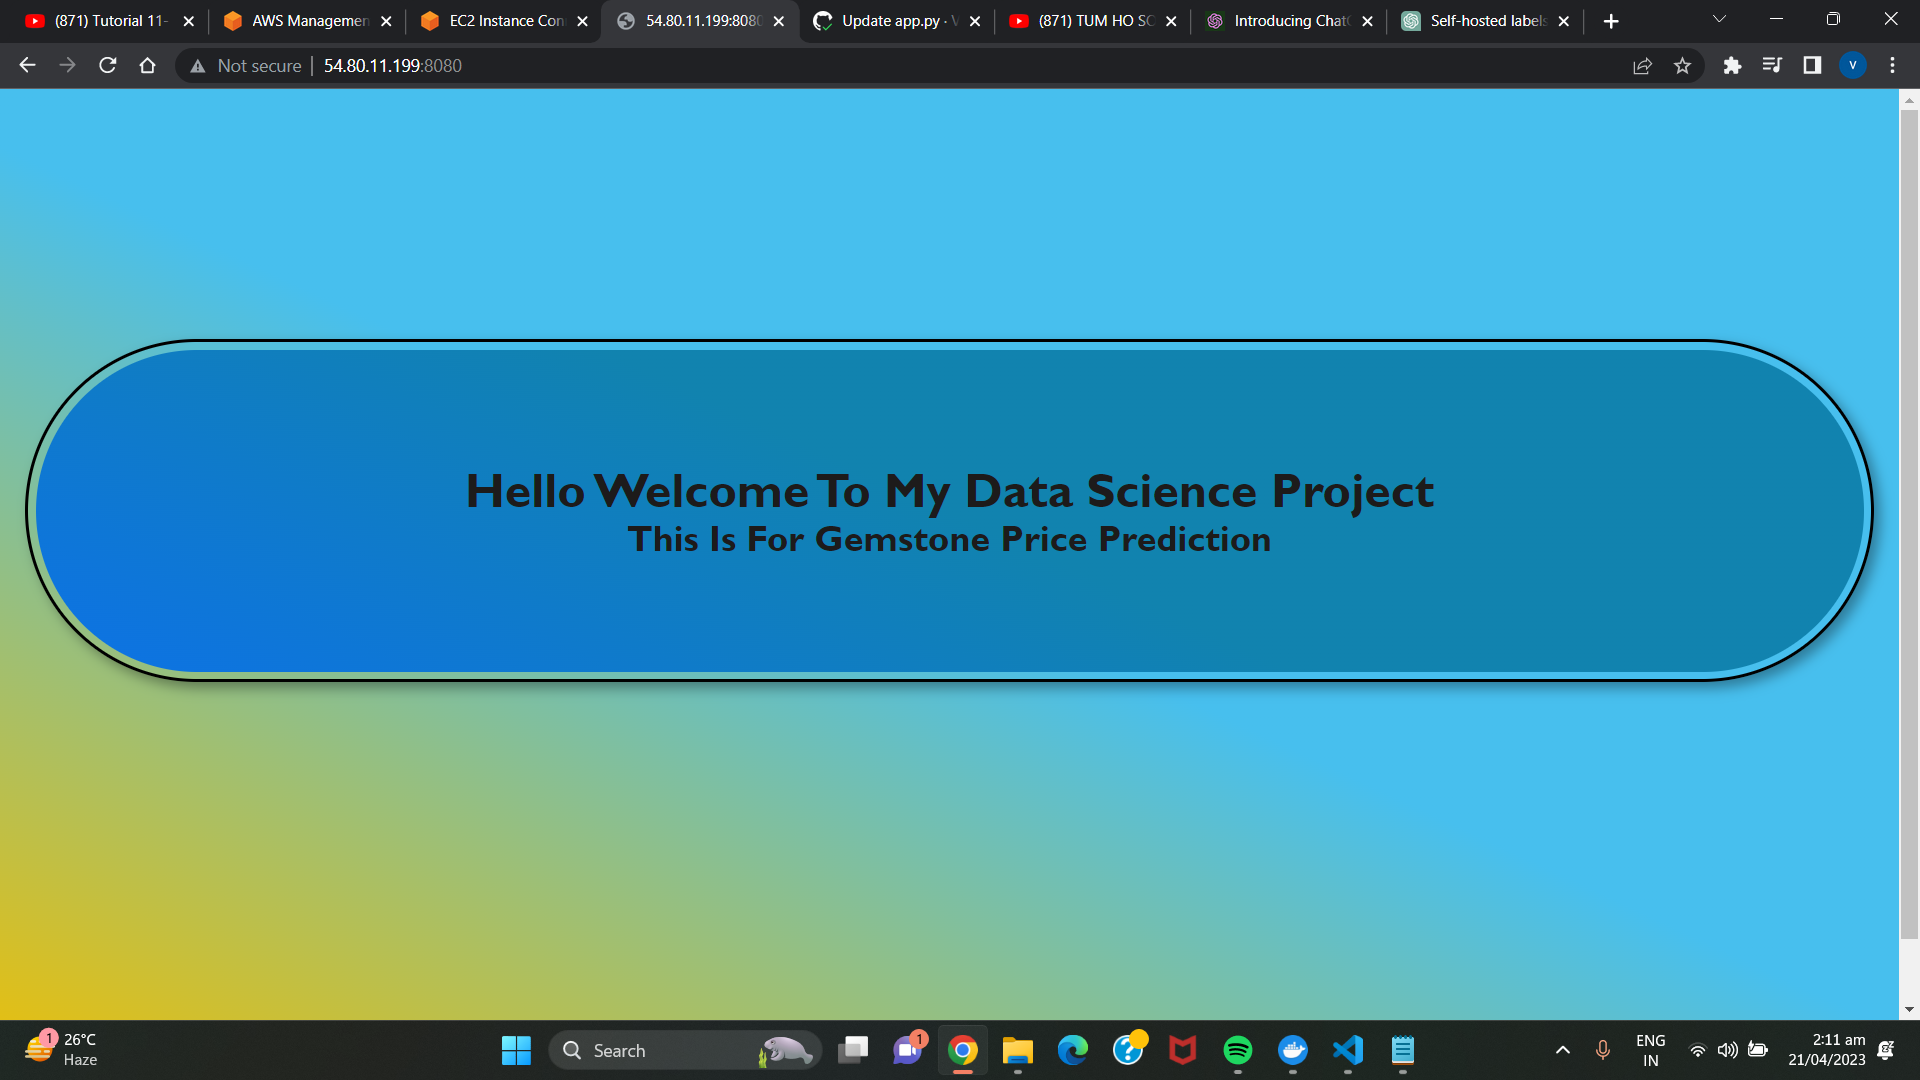 (871) Tutorial 11-
AWS Managemen
EC2 Instance Con
54.80.11.199:8080
Update app.py · V
(871) TUM HO SO
Introducing Chat
Self-hosted labels
Not secure
54.80.11.199:8080
V
Hello Welcome To My Data Science Project
This Is For Gemstone Price Prediction
1
26°C
Haze
Search
1
ENG
IN
2:11 am
21/04/2023